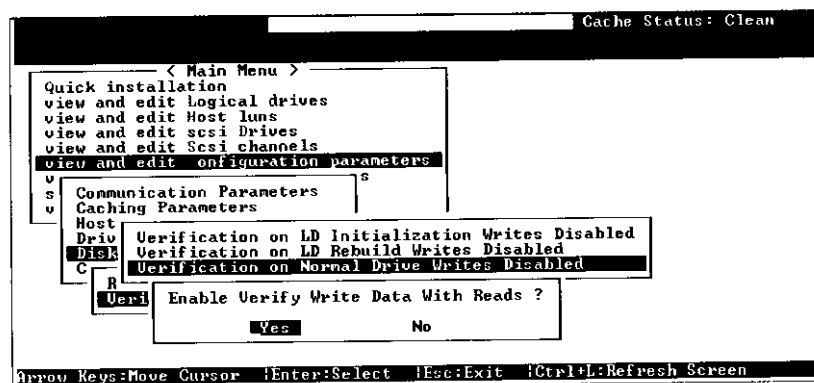 Cache Status: Clean
< Main Menu >
Quick installation
view and edit Logical drives
view and edit Host luns
view and edit scsi Drives
view and edit Scsi channels
view and edit onfiguration parameters
v s
s Communication Parameters
v Caching Parameters
Host
Driv Verification on LD Initialization Writes Disabled
Disk Verification on LD Rebuild Writes Disabled
C Verification on Normal Drive Writes Disabled
R
Veri Enable Verify Write Data With Reads ?
Yes No
Arrow Keys:Move Cursor |Enter:Select |Esc:Exit |Ctrl+L:Refresh Screen